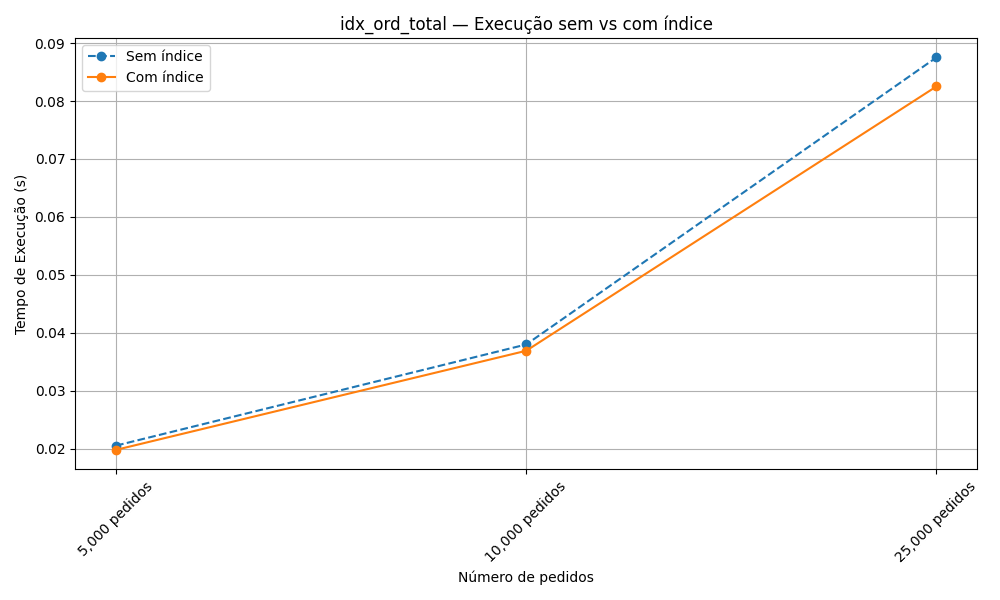 idx_ord_total — Execução sem vs com índice
Sem índice
Com índice
Tempo de Execução (s)
0.09
0.08
0.07
0.06
0.05
0.04
0.03
0.02
5,000 pedidos
10,000 pedidos
25,000 pedidos
Número de pedidos